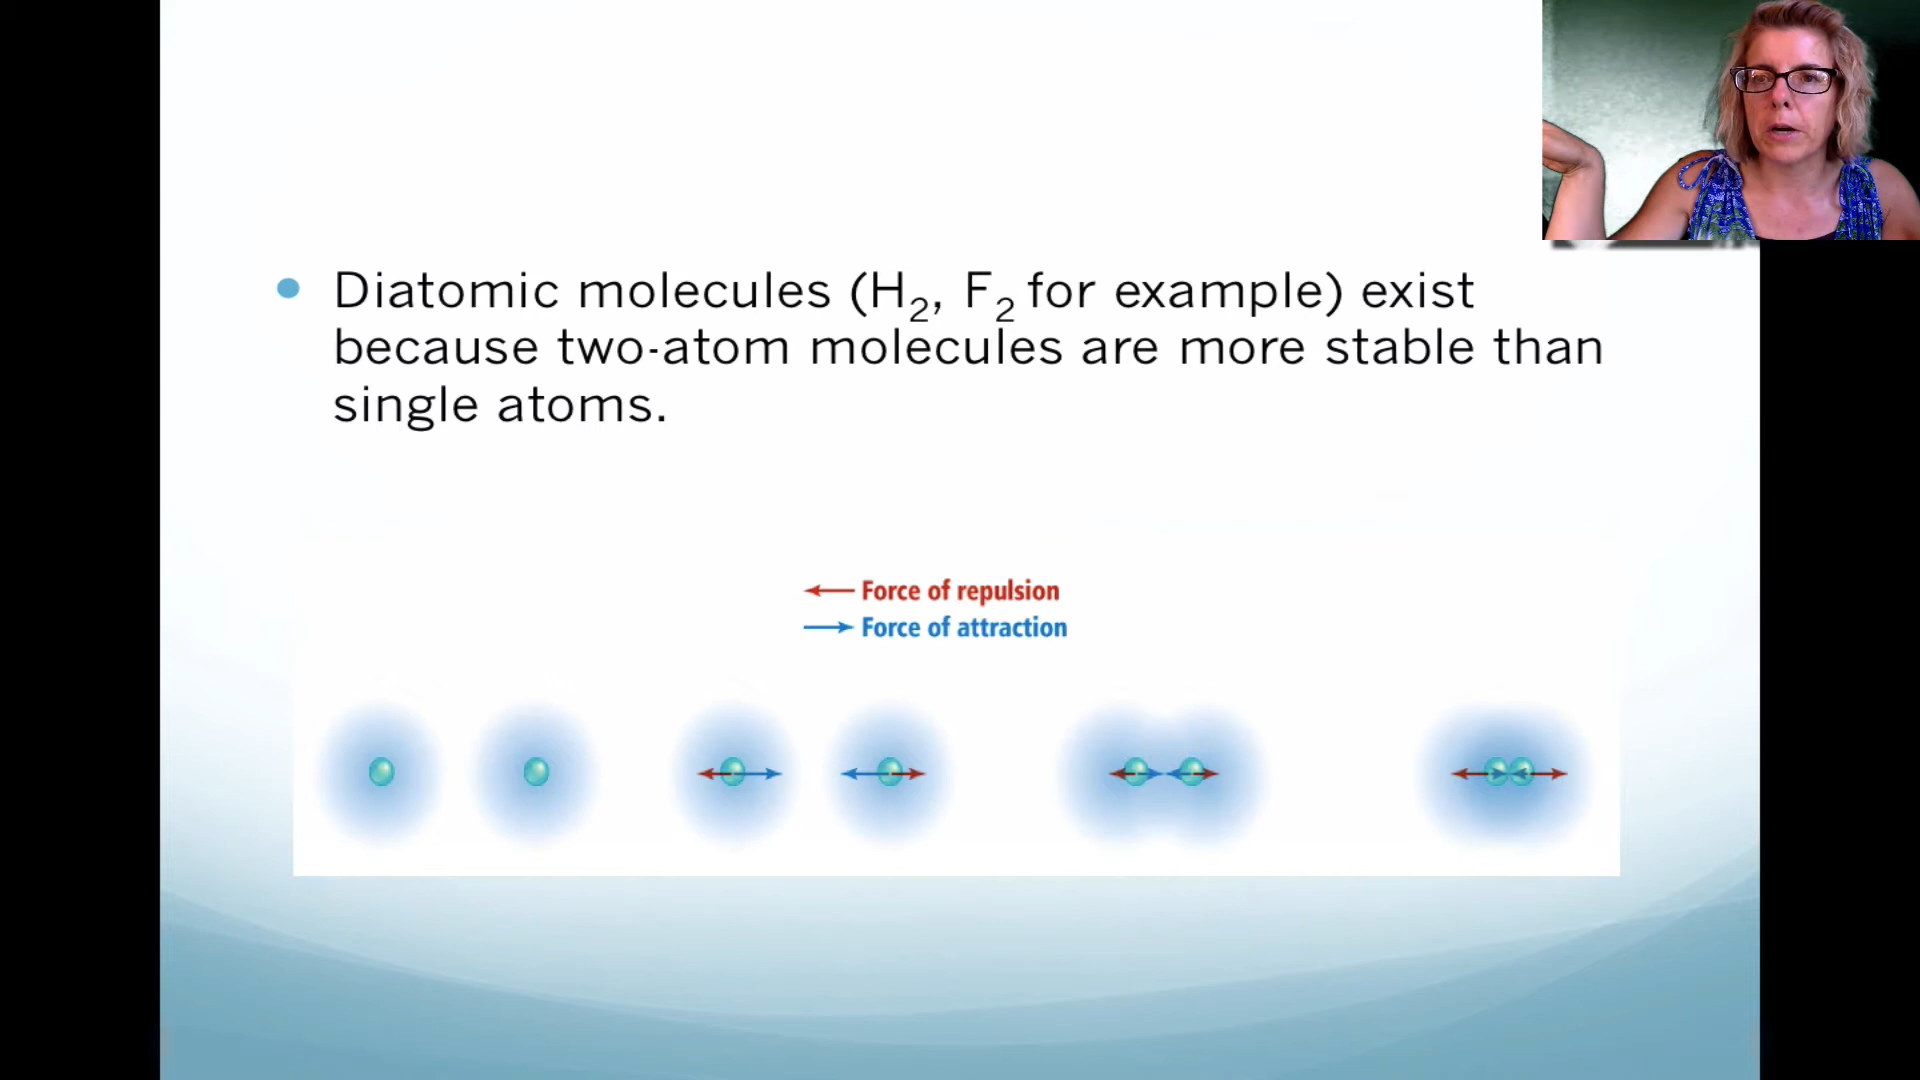 Diatomic molecules (H₂, F₂ for example) exist
because two-atom molecules are more stable than
single atoms.
Force of repulsion
Force of attraction